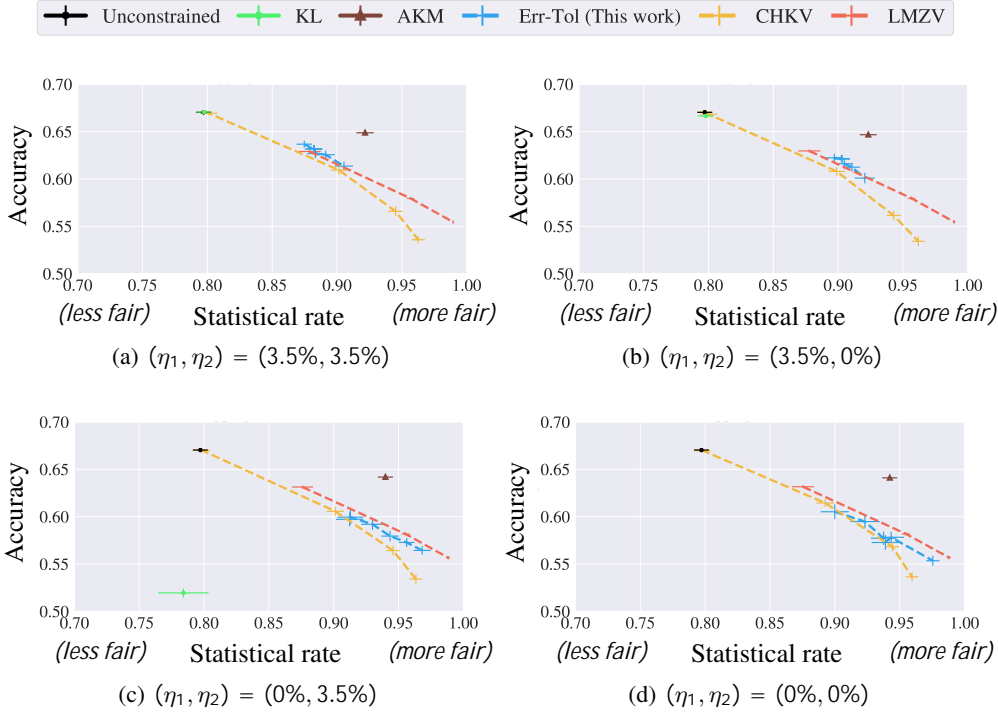 Unconstrained KL AKM Err-Tol (This work) CHKV LMZV
0.70 0.70
0.65 0.65
0.60 0.60
0.55 0.55
0.50 0.50
Accuracy Accuracy
0.70 0.75 0.80 0.85 0.90 0.95 1.00 0.70 0.75 0.80 0.85 0.90 0.95 1.00
(less fair) Statistical rate (more fair) (less fair) Statistical rate (more fair)
(a) (η₁, η₂) = (3.5%, 3.5%) (b) (η₁, η₂) = (3.5%, 0%)
0.70 0.70
0.65 0.65
0.60 0.60
0.55 0.55
0.50 0.50
Accuracy Accuracy
0.70 0.75 0.80 0.85 0.90 0.95 1.00 0.70 0.75 0.80 0.85 0.90 0.95 1.00
(less fair) Statistical rate (more fair) (less fair) Statistical rate (more fair)
(c) (η₁, η₂) = (0%, 3.5%) (d) (η₁, η₂) = (0%, 0%)